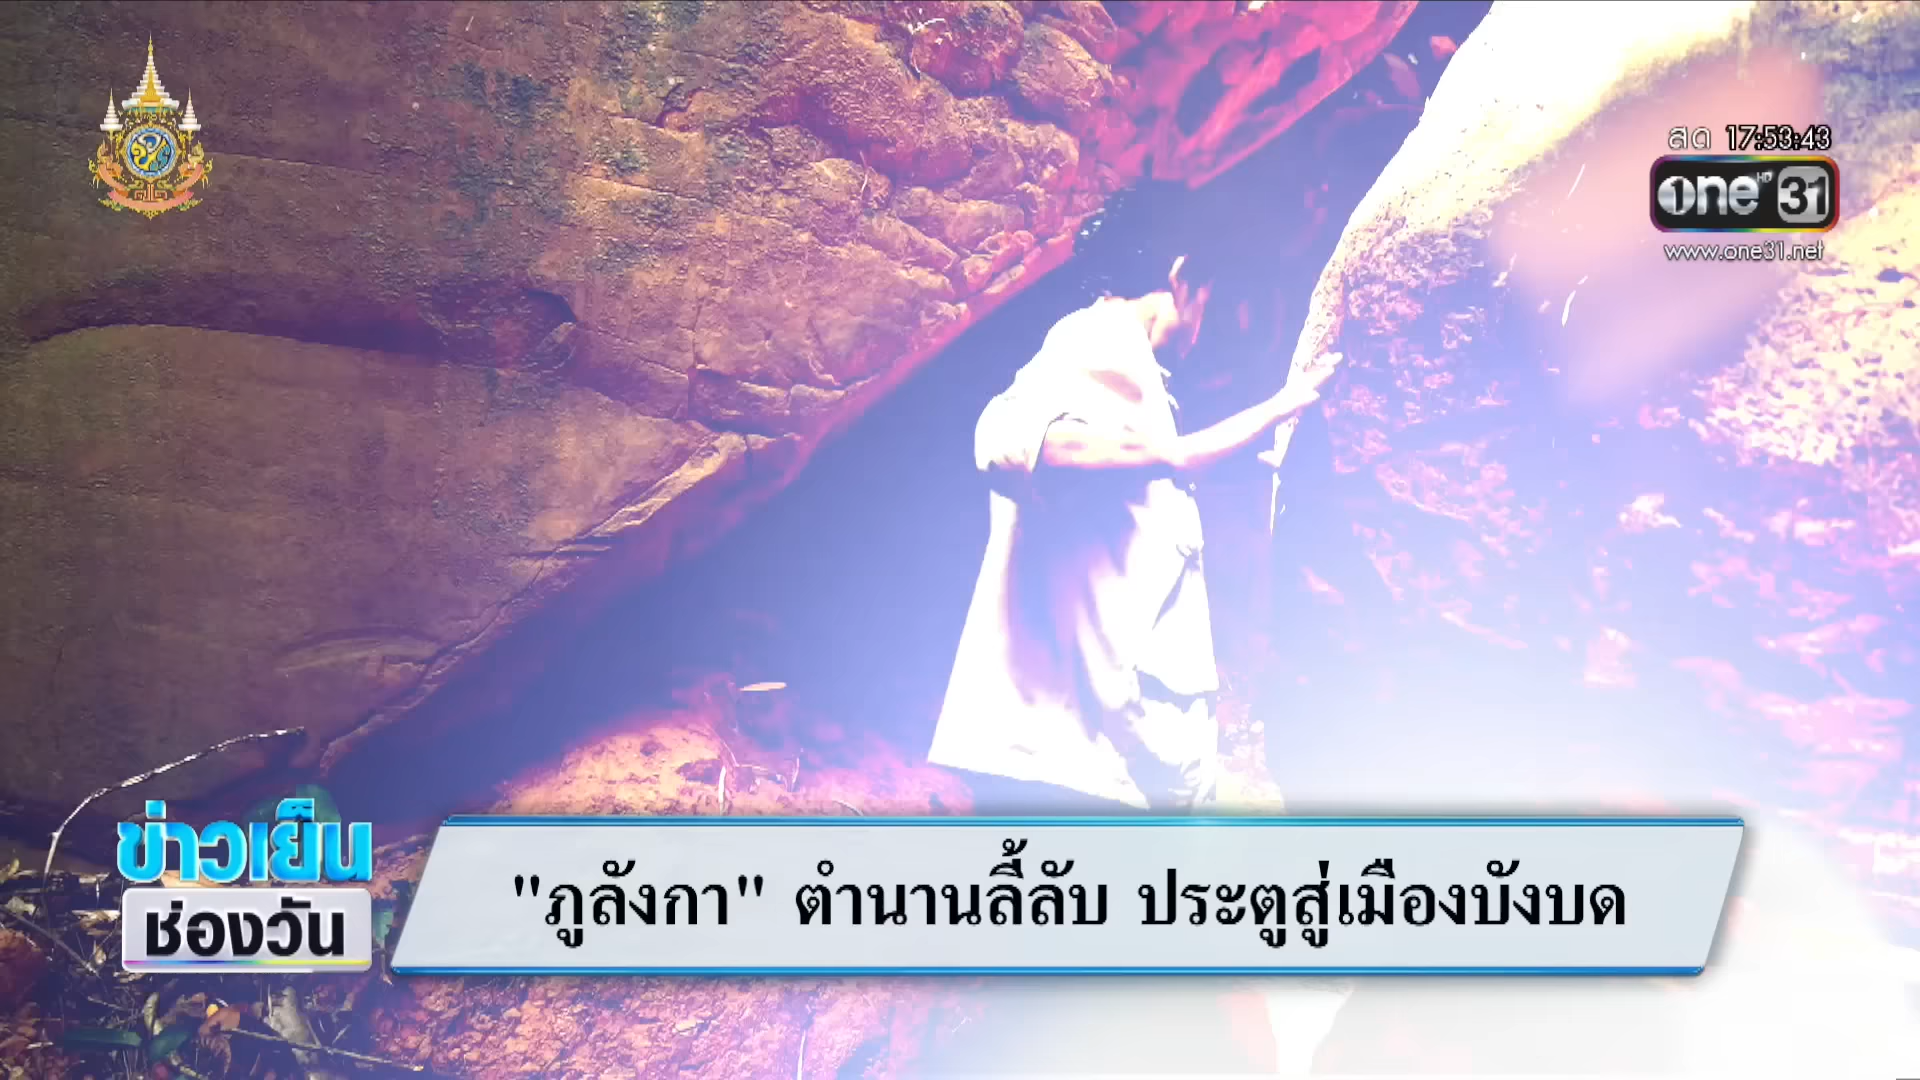 สด 17:53:43
one HD 31
www.one31.net
ข่าวเย็น
ช่องวัน
"ภูลังกา" ตำนานลี้ลับ ประตูสู่เมืองบังบด